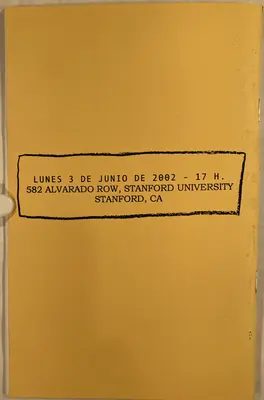 LUNES 3 DE JUNIO DE 2002 - 17 H.
582 ALVARADO ROW, STANFORD UNIVERSITY
STANFORD, CA